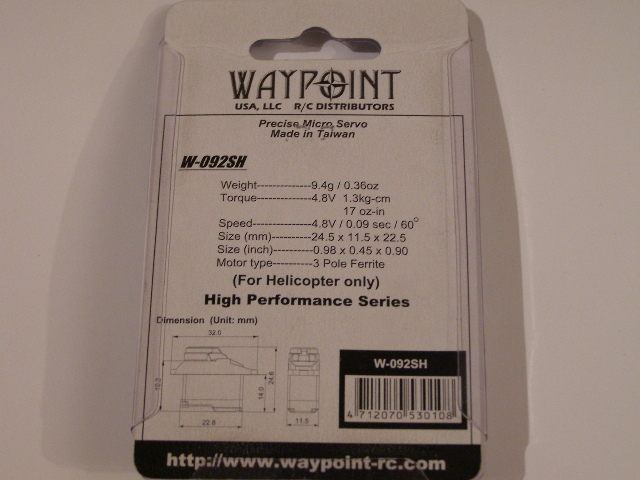 WAYPOINT
USA, LLC R/C DISTRIBUTORS
Precise Micro Servo
Made in Taiwan
W-092SH
Weight--------------9.4g / 0.36oz
Torque--------------4.8V 1.3kg-cm
17 oz-in
Speed--------------4.8V / 0.09 sec / 60°
Size (mm)----------24.5 x 11.5 x 22.5
Size (inch)----------0.98 x 0.45 x 0.90
Motor type----------3 Pole Ferrite
(For Helicopter only)
High Performance Series
Dimension (Unit: mm)
32.0
24.6
14.0
22.8
W-092SH
4 712070 530108
http://www.waypoint-rc.com